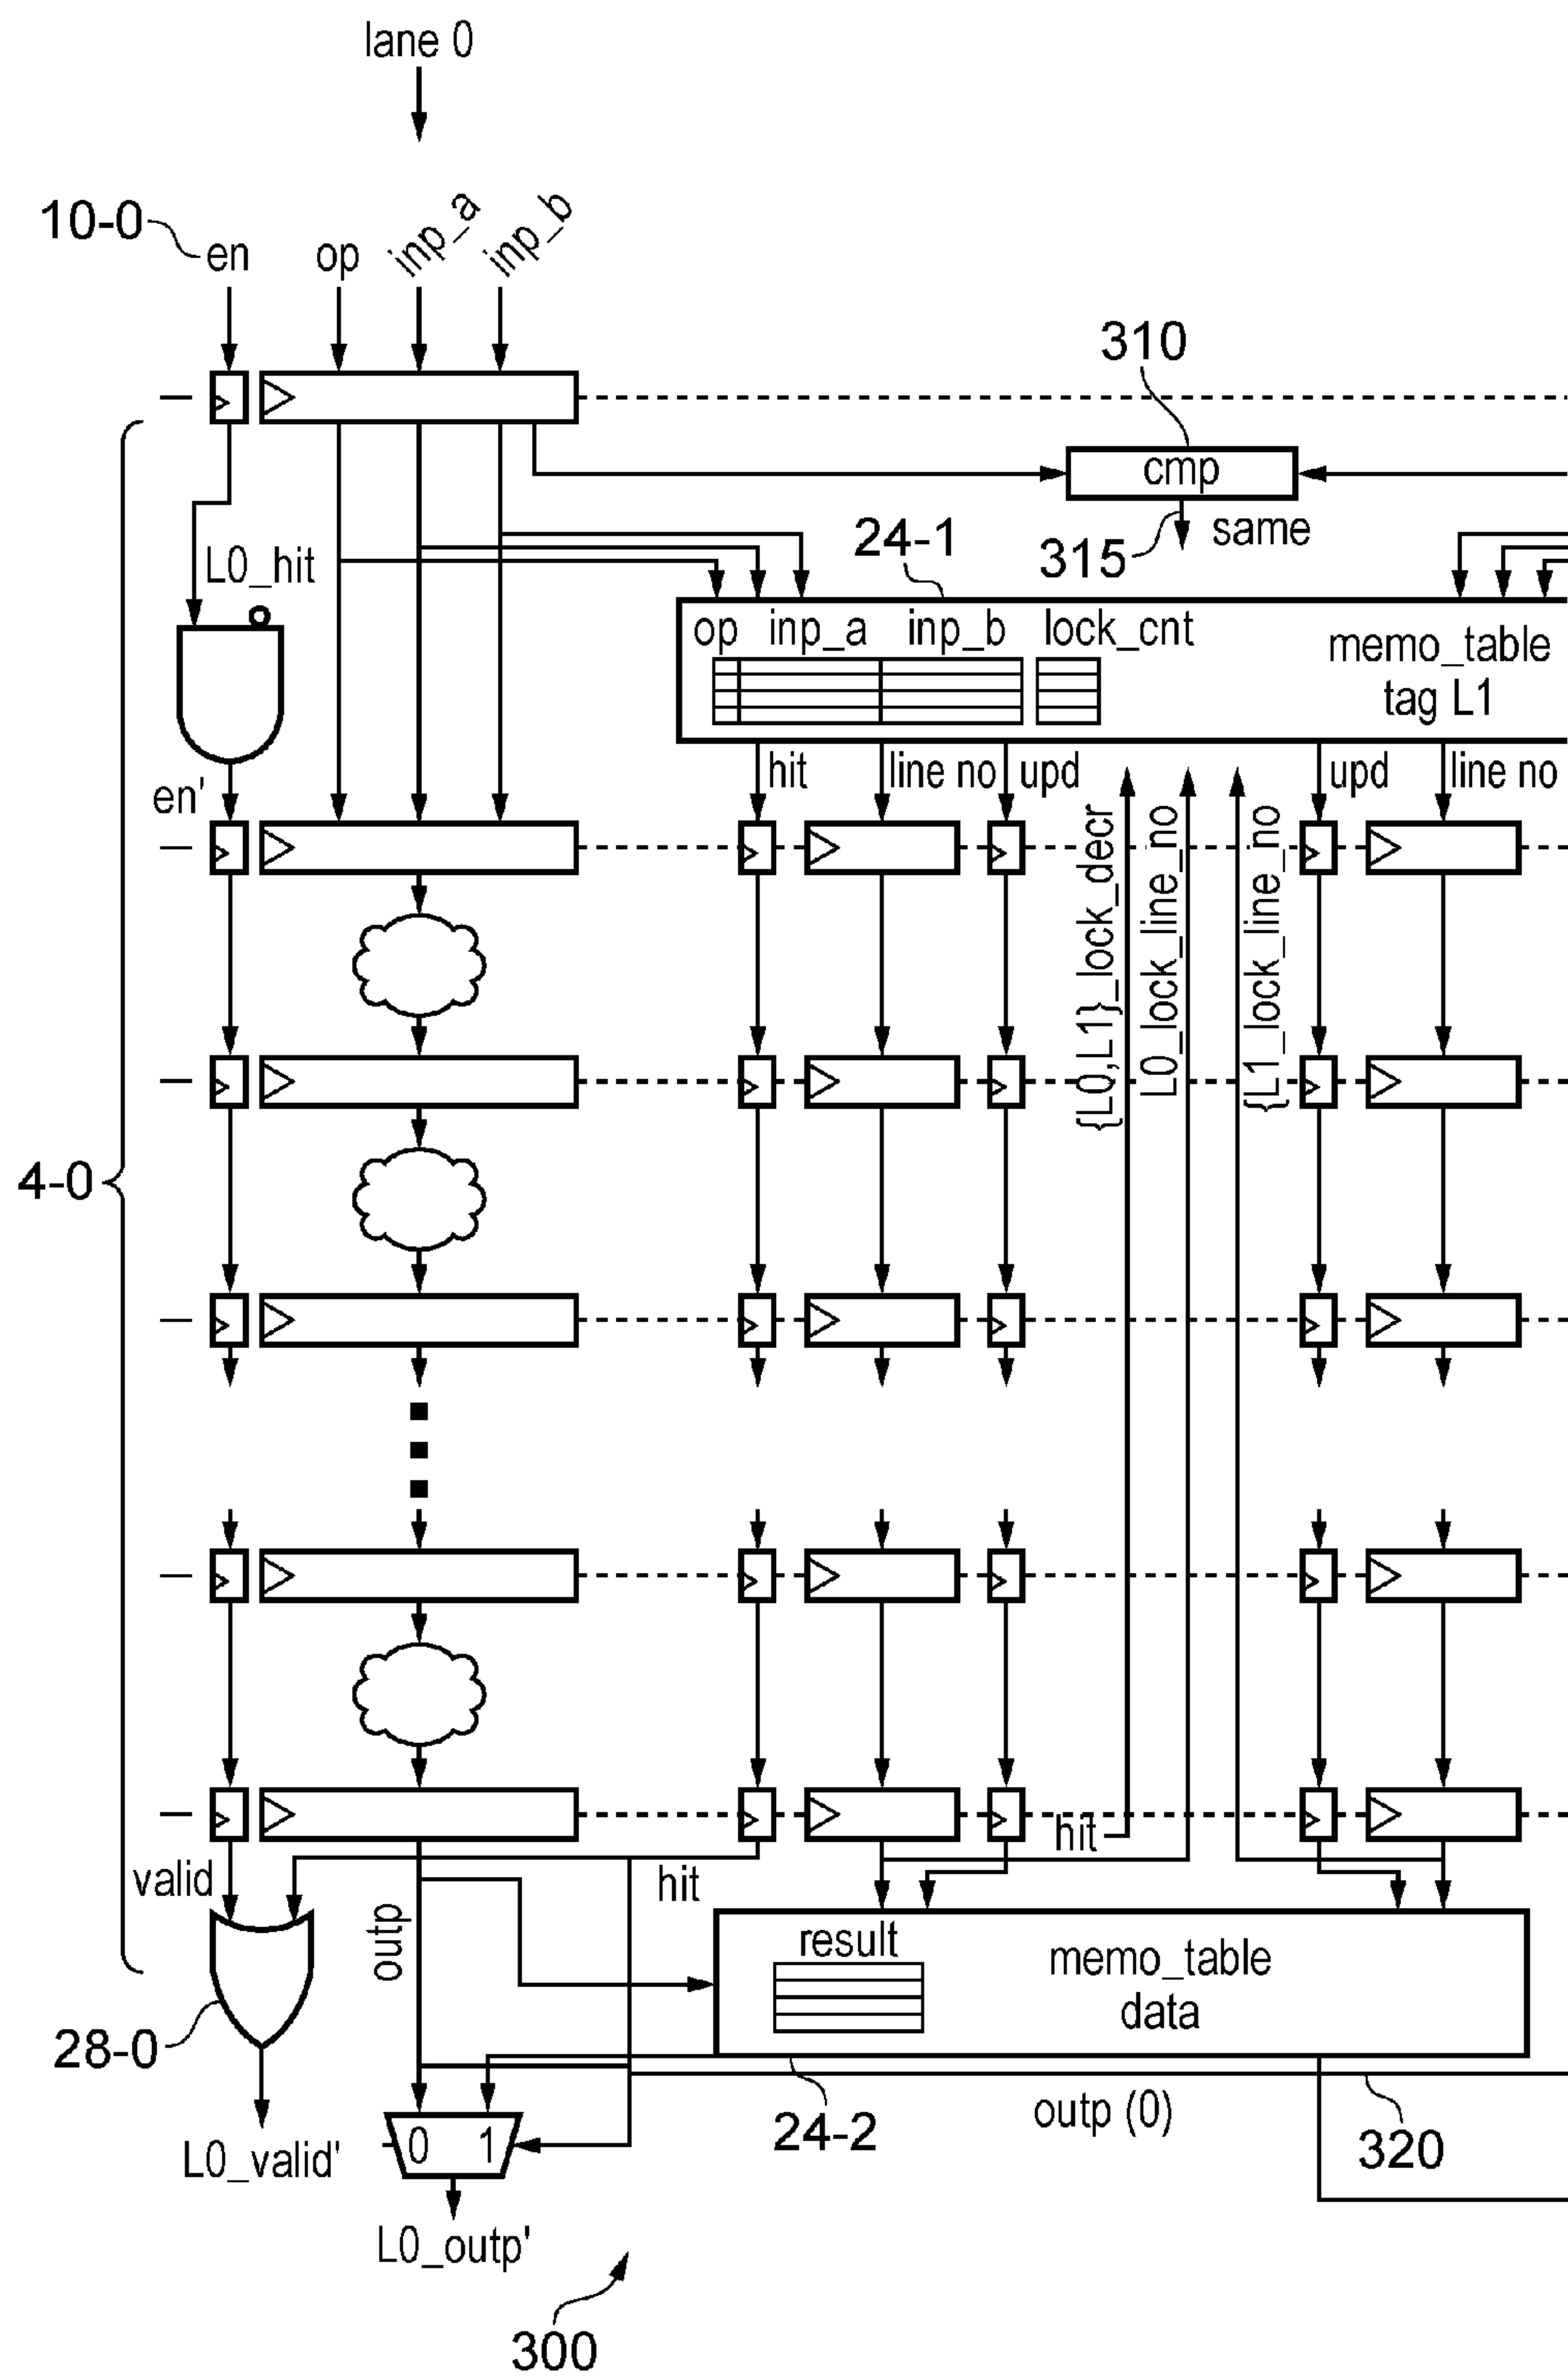 lane 0
10-0
en
op
inp_a
inp_b
310
cmp
315
same
L0_hit
24-1
op inp_a inp_b lock_cnt
memo_table
tag L1
hit
line no
upd
{L0,L1}_lock_decr
L0_lock_line_no
{L1_lock_line_no
upd
line no
en'
4-0
hit
valid
hit
outp
result
memo_table
data
28-0
24-2
outp (0)
320
0 1
L0_valid'
L0_outp'
300